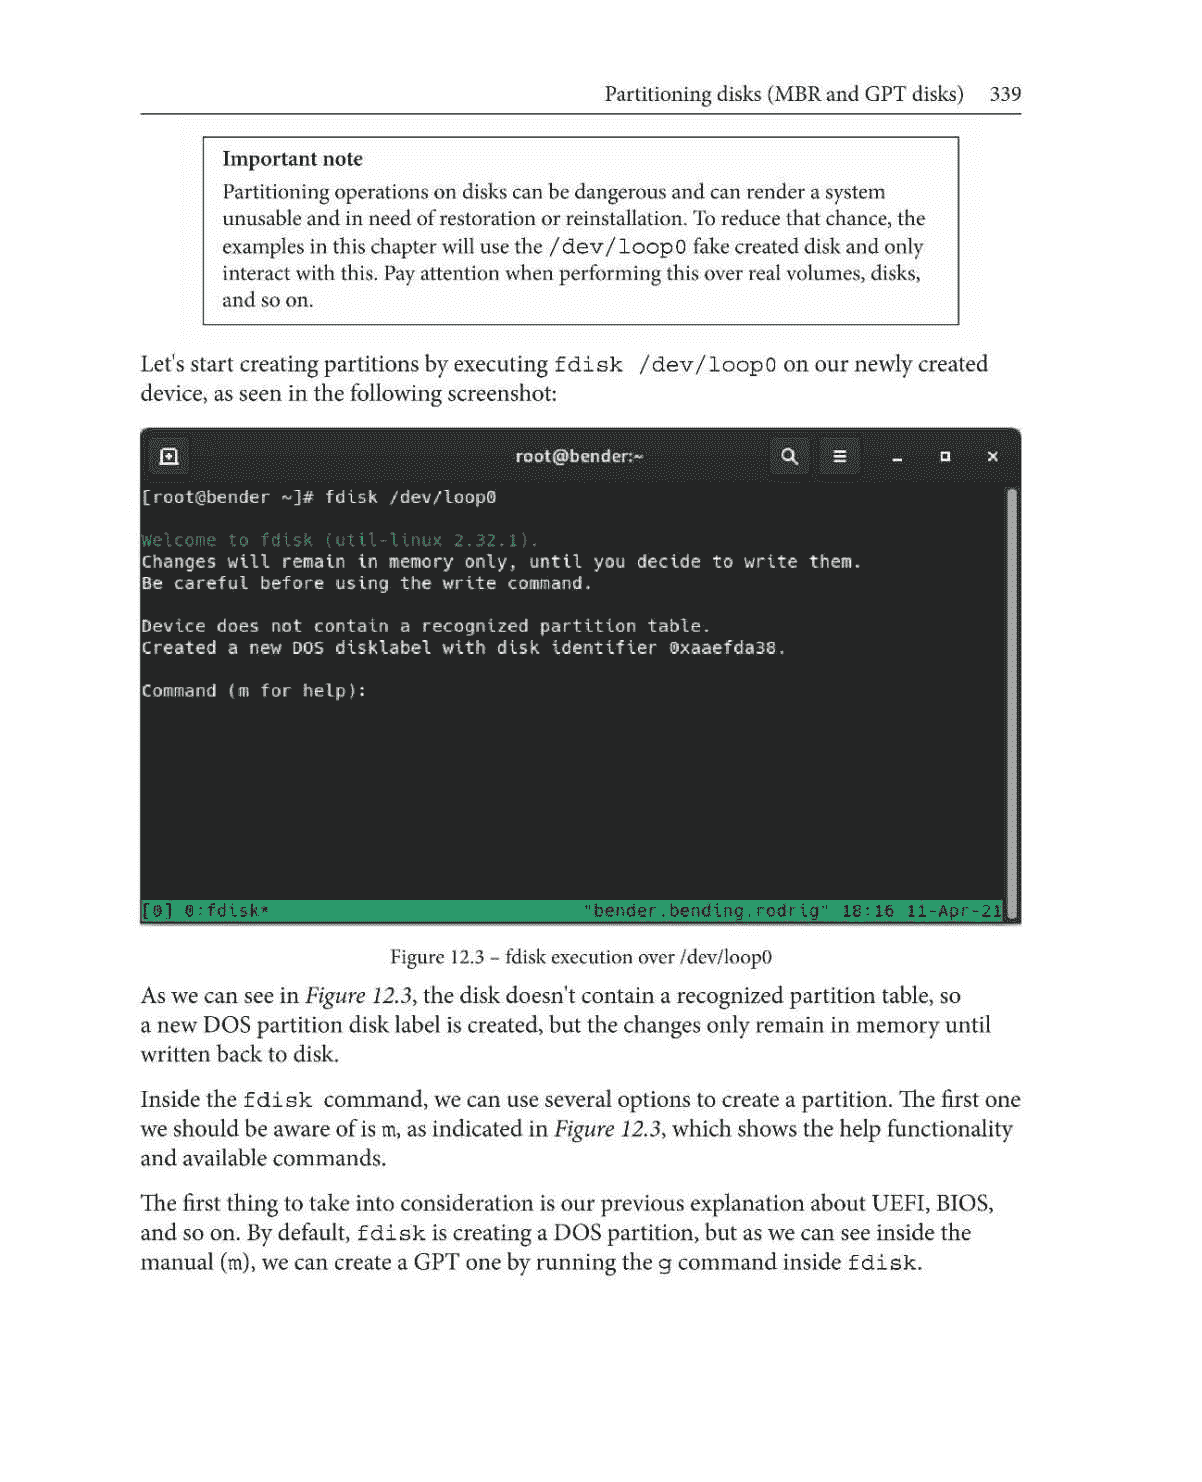 Partitioning disks (MBR and GPT disks) 339
Important note
Partitioning operations on disks can be dangerous and can render a system
unusable and in need of restoration or reinstallation. To reduce that chance, the
examples in this chapter will use the /dev/loop0 fake created disk and only
interact with this. Pay attention when performing this over real volumes, disks,
and so on.
Let's start creating partitions by executing fdisk /dev/loop0 on our newly created
device, as seen in the following screenshot:
root@bender:~
[root@bender ~]# fdisk /dev/loop0
Welcome to fdisk (util-linux 2.32.1).
Changes will remain in memory only, until you decide to write them.
Be careful before using the write command.
Device does not contain a recognized partition table.
Created a new DOS disklabel with disk identifier 0xaaefda38.
Command (m for help):
[0] 0:fdisk* "bender.bending.rodrig" 18:16 11-Apr-21
Figure 12.3 – fdisk execution over /dev/loop0
As we can see in Figure 12.3, the disk doesn't contain a recognized partition table, so
a new DOS partition disk label is created, but the changes only remain in memory until
written back to disk.
Inside the fdisk command, we can use several options to create a partition. The first one
we should be aware of is m, as indicated in Figure 12.3, which shows the help functionality
and available commands.
The first thing to take into consideration is our previous explanation about UEFI, BIOS,
and so on. By default, fdisk is creating a DOS partition, but as we can see inside the
manual (m), we can create a GPT one by running the g command inside fdisk.